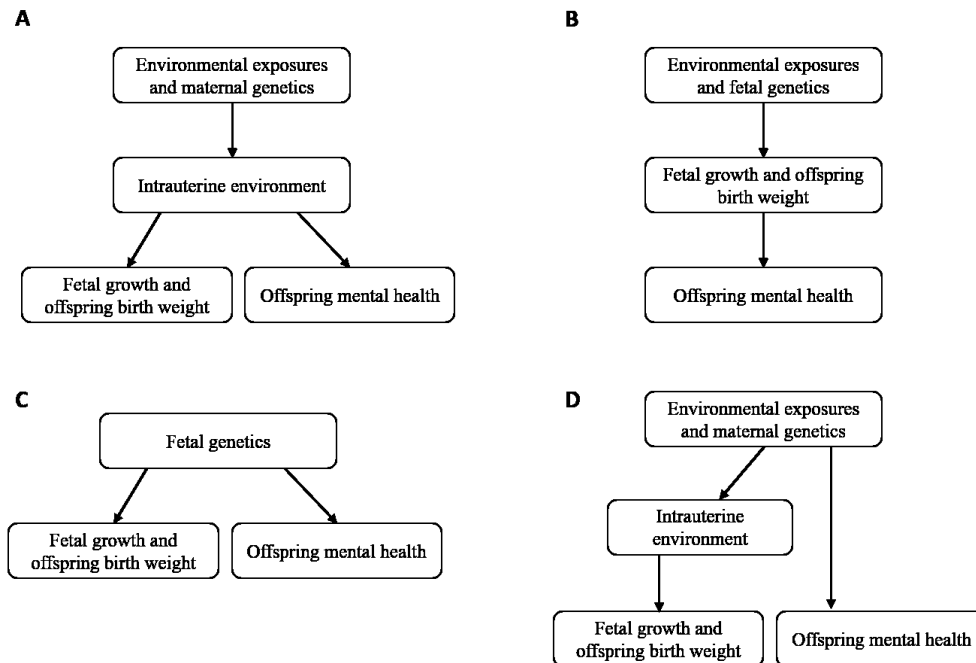 A
Environmental exposures
and maternal genetics
Intrauterine environment
Fetal growth and
offspring birth weight
Offspring mental health
B
Environmental exposures
and fetal genetics
Fetal growth and offspring
birth weight
Offspring mental health
C
Fetal genetics
Fetal growth and
offspring birth weight
Offspring mental health
D
Environmental exposures
and maternal genetics
Intrauterine
environment
Fetal growth and
offspring birth weight
Offspring mental health